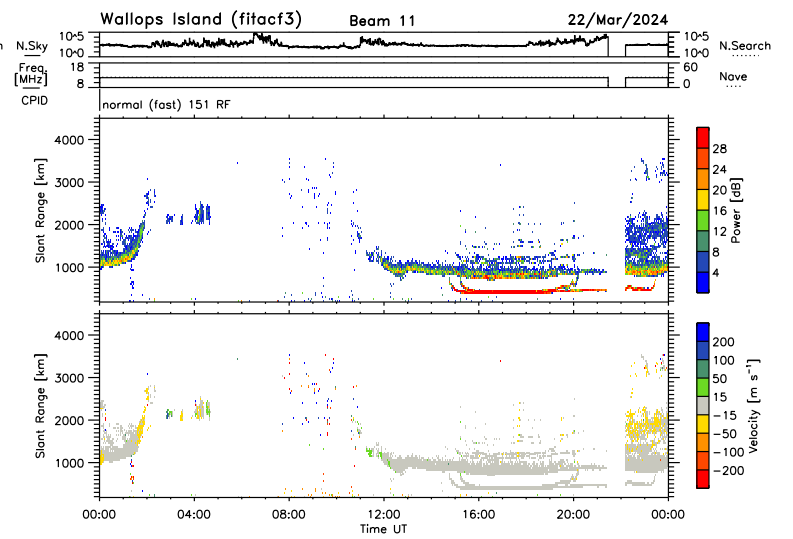 Wallops Island (fitacf3) Beam 11 22/Mar/2024
n N.Sky 10^5 10^0 10^5 10^0 N.Search
Freq. [MHz] 18 8 60 0 Nave
CPID normal (fast) 151 RF
Slant Range [km] 4000 3000 2000 1000
28 24 20 16 12 8 4 Power [dB]
Slant Range [km] 4000 3000 2000 1000
200 100 50 15 -15 -50 -100 -200 Velocity [m s^-1]
00:00 04:00 08:00 12:00 16:00 20:00 00:00
Time UT